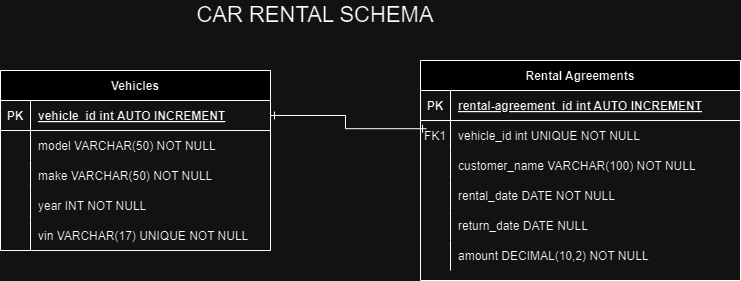 CAR RENTAL SCHEMA
Vehicles
PK vehicle_id int AUTO INCREMENT
model VARCHAR(50) NOT NULL
make VARCHAR(50) NOT NULL
year INT NOT NULL
vin VARCHAR(17) UNIQUE NOT NULL
Rental Agreements
PK rental-agreement_id int AUTO INCREMENT
FK1 vehicle_id int UNIQUE NOT NULL
customer_name VARCHAR(100) NOT NULL
rental_date DATE NOT NULL
return_date DATE NULL
amount DECIMAL(10,2) NOT NULL